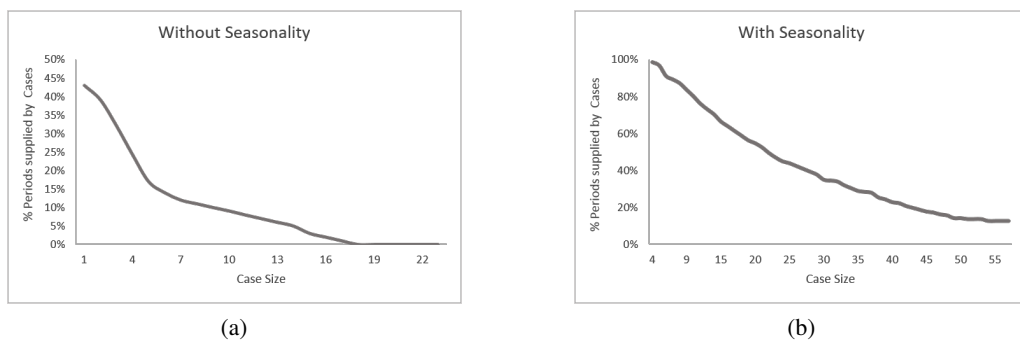 Without Seasonality
% Periods supplied by Cases
50%
45%
40%
35%
30%
25%
20%
15%
10%
5%
0%
1 4 7 10 13 16 19 22
Case Size
(a)
With Seasonality
% Periods supplied by Cases
100%
80%
60%
40%
20%
0%
4 9 15 20 25 30 35 40 45 50 55
Case Size
(b)